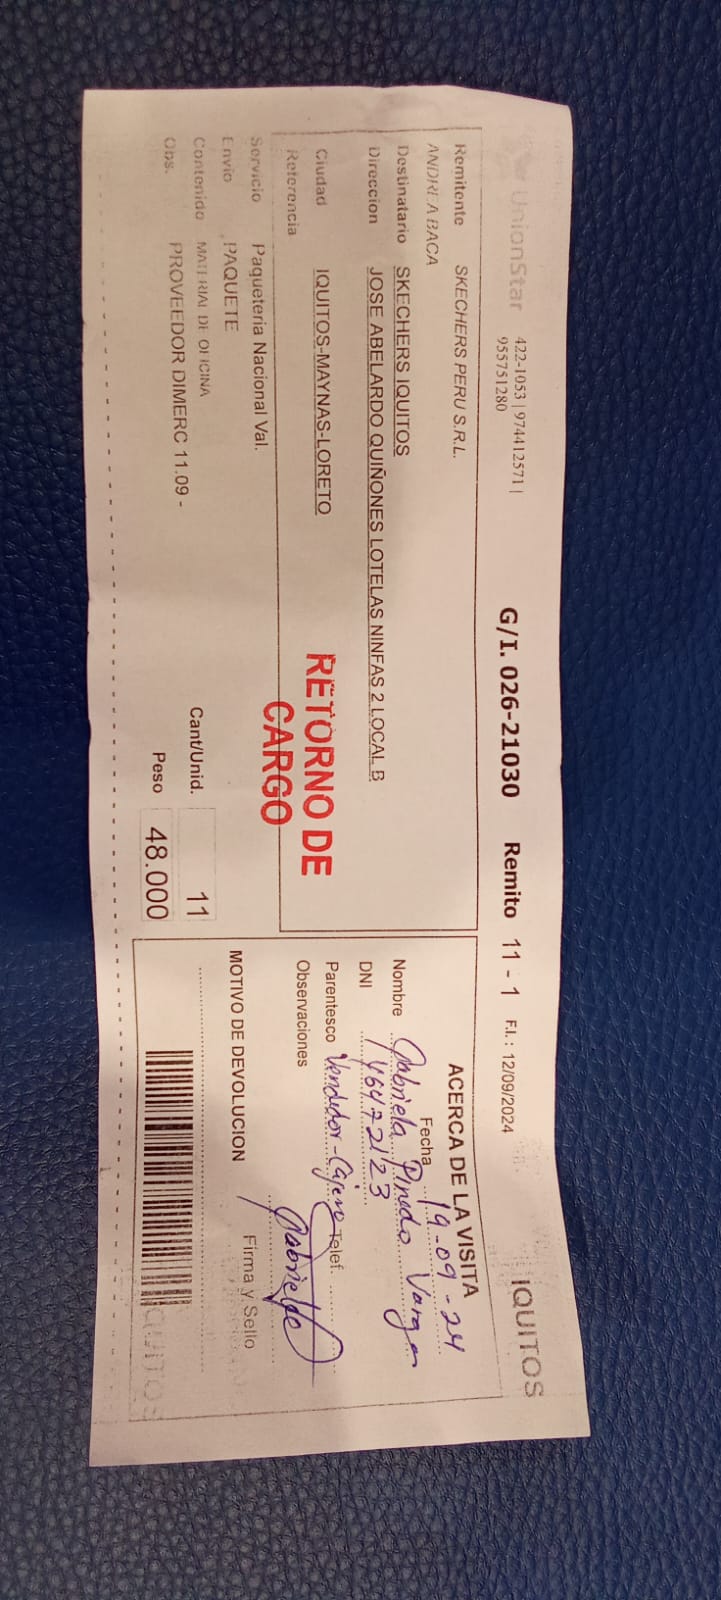 UnionStar 422-1053 | 974412571 |
955751280
G/I. 026-21030 Remito 11 - 1 F.I.: 12/09/2024 IQUITOS
Remitente SKECHERS PERU S.R.L.
ANDREA BACA
Destinatario SKECHERS IQUITOS
Direccion JOSE ABELARDO QUIÑONES LOTELAS NINFAS 2 LOCAL B
Ciudad IQUITOS-MAYNAS-LORETO
Referencia
RETORNO DE
CARGO
Servicio Paqueteria Nacional Val.
Envio PAQUETE
Contenido MATERIAL DE OFICINA
Obs. PROVEEDOR DIMERC 11.09 -
Cant/Unid. 11
Peso 48.000
ACERCA DE LA VISITA
Fecha 19-09-24
Nombre Gabriela Pinedo Vargas
DNI 46472123
Parentesco Vendedor-Cajero Telef.
Observaciones Gabriela
MOTIVO DE DEVOLUCION Firma y Sello
IQUITOS